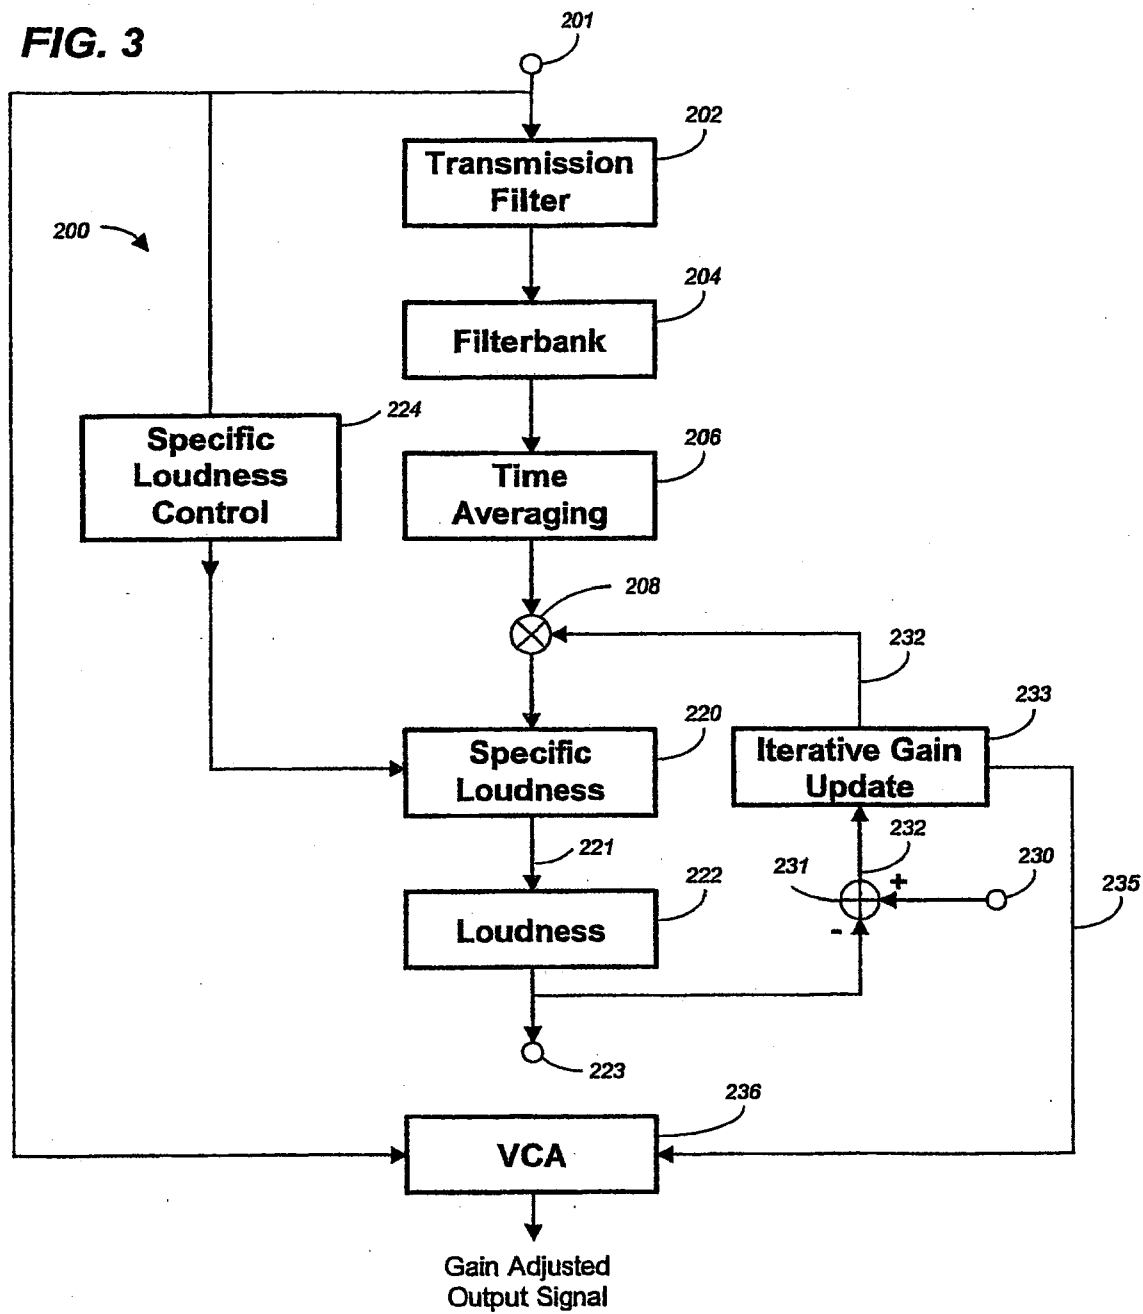 FIG. 3
201
202
Transmission
Filter
200
204
Filterbank
224
Specific
Loudness
Control
206
Time
Averaging
208
232
220
Specific
Loudness
233
Iterative Gain
Update
221
232
231
+
230
235
222
Loudness
-
223
236
VCA
Gain Adjusted
Output Signal